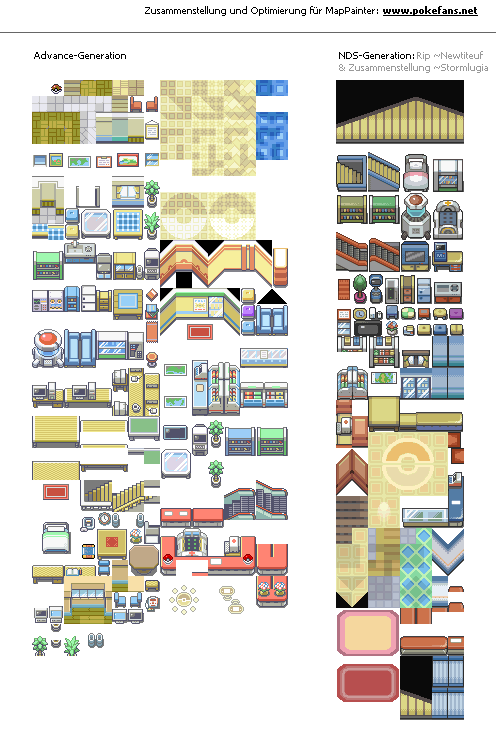 Zusammenstellung und Optimierung für MapPainter: www.pokefans.net
Advance-Generation
NDS-Generation: Rip ~Newtiteuf
& Zusammenstellung ~Stormlugia